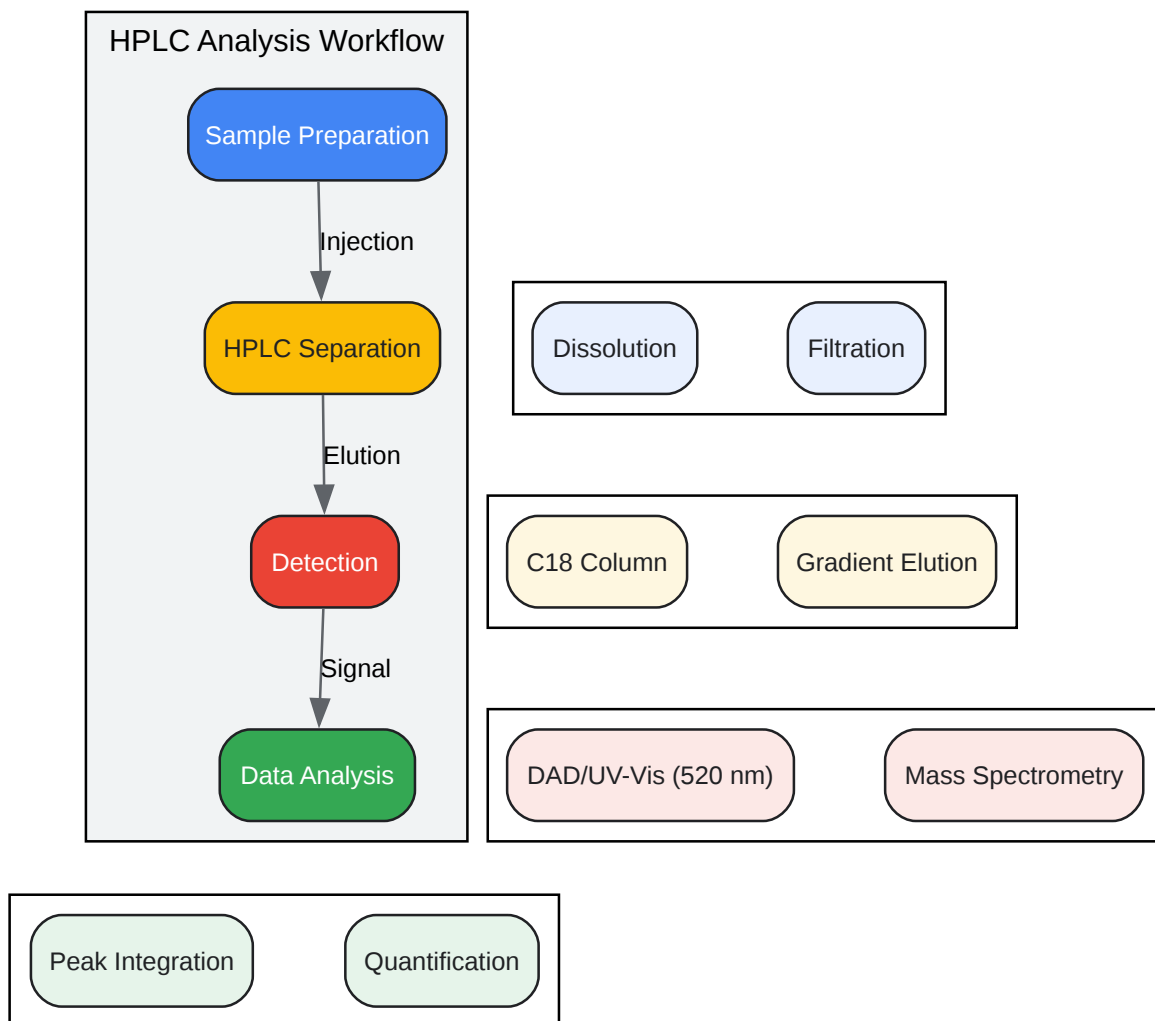 HPLC Analysis Workflow
Sample Preparation
Injection
HPLC Separation
Dissolution
Filtration
Elution
Detection
C18 Column
Gradient Elution
Signal
Data Analysis
DAD/UV-Vis (520 nm)
Mass Spectrometry
Peak Integration
Quantification